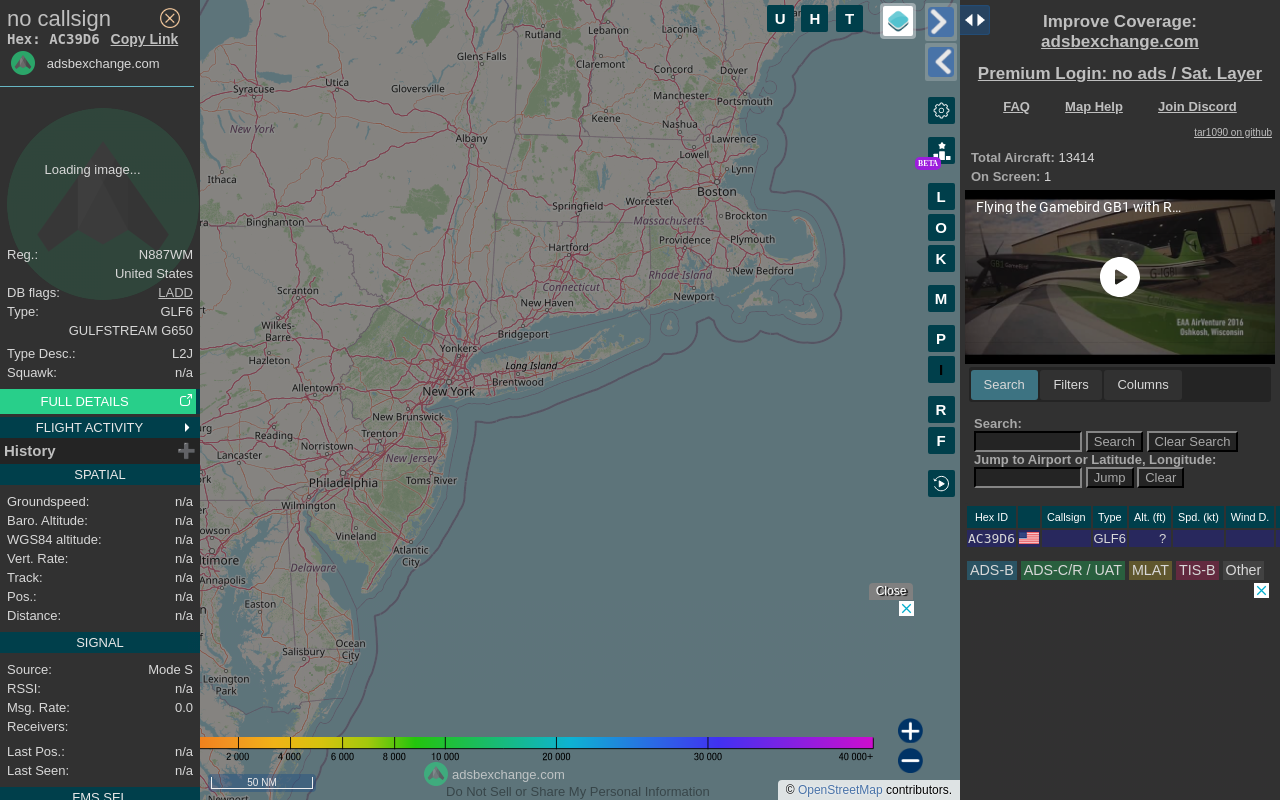 no callsign
Hex: AC39D6 Copy Link
adsbexchange.com
Loading image...
Reg.: N887WM
United States
DB flags: LADD
Type: GLF6
GULFSTREAM G650
Type Desc.: L2J
Squawk: n/a
FULL DETAILS
FLIGHT ACTIVITY
History
SPATIAL
Groundspeed: n/a
Baro. Altitude: n/a
WGS84 altitude: n/a
Vert. Rate: n/a
Track: n/a
Pos.: n/a
Distance: n/a
SIGNAL
Source: Mode S
RSSI: n/a
Msg. Rate: 0.0
Receivers:
Last Pos.: n/a
Last Seen: n/a
FMS SEL
U H T
Rutland
Lebanon
Laconia
Glens Falls
Claremont
Concord
Dover
Utica
Gloversville
Syracuse
Manchester
Portsmouth
Keene
Nashua
New York
Albany
Lawrence
Lowell
Lynn
Ithaca
Boston
Worcester
Springfield
Binghamton
Massachusetts
Brockton
Hartford
Providence
Plymouth
Rhode Island
New Bedford
Scranton
Connecticut
Newport
New Haven
Wilkes-
Barre
Bridgeport
Yonkers
Hazleton
Long Island
Brentwood
Allentown
New York
New Brunswick
Reading
Trenton
Norristown
Lancaster
New Jersey
Philadelphia
Toms River
Wilmington
Vineland
Atlantic
City
Delaware
Annapolis
Easton
Ocean
City
Salisbury
Lexington
Park
L
O
K
M
P
I
R
F
BETA
Close
2 000 4 000 6 000 8 000 10 000 20 000 30 000 40 000+
50 NM
adsbexchange.com
Do Not Sell or Share My Personal Information
© OpenStreetMap contributors.
Improve Coverage:
adsbexchange.com
Premium Login: no ads / Sat. Layer
FAQ Map Help Join Discord
tar1090 on github
Total Aircraft: 13414
On Screen: 1
Flying the Gamebird GB1 with R...
EAA AirVenture 2016
Oshkosh, Wisconsin
Search Filters Columns
Search:
Search Clear Search
Jump to Airport or Latitude, Longitude:
Jump Clear
Hex ID Callsign Type Alt. (ft) Spd. (kt) Wind D.
AC39D6 GLF6 ?
ADS-B ADS-C/R / UAT MLAT TIS-B Other